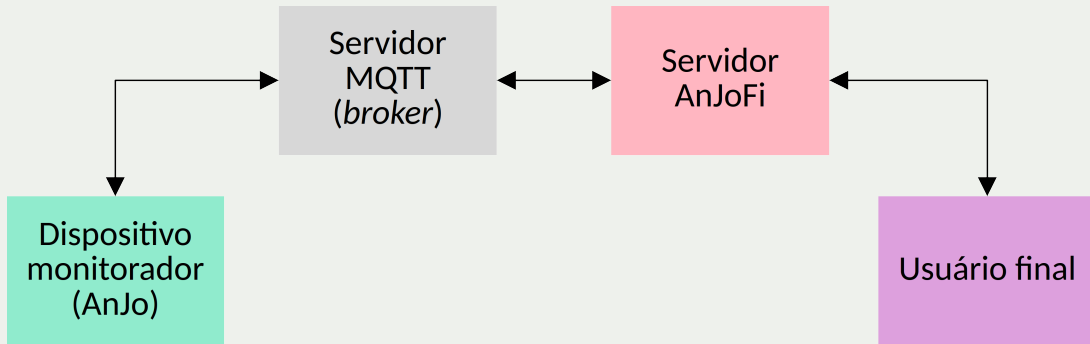 Servidor
MQTT
(broker)
Servidor
AnJoFi
Dispositivo
monitorador
(AnJo)
Usuário final